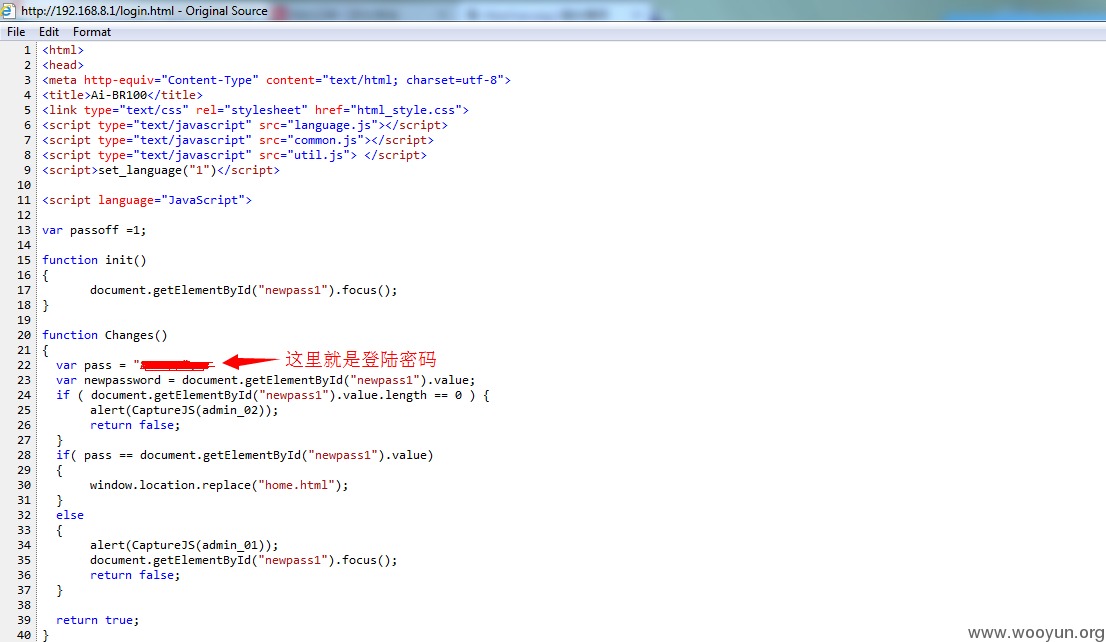 http://192.168.8.1/login.html - Original Source
File Edit Format
1 <html>
2 <head>
3 <meta http-equiv="Content-Type" content="text/html; charset=utf-8">
4 <title>Ai-BR100</title>
5 <link type="text/css" rel="stylesheet" href="html_style.css">
6 <script type="text/javascript" src="language.js"></script>
7 <script type="text/javascript" src="common.js"></script>
8 <script type="text/javascript" src="util.js"> </script>
9 <script>set_language("1")</script>
10
11 <script language="JavaScript">
12
13 var passoff =1;
14
15 function init()
16 {
17 document.getElementById("newpass1").focus();
18 }
19
20 function Changes()
21 {
22 var pass = " 这里就是登陆密码
23 var newpassword = document.getElementById("newpass1").value;
24 if ( document.getElementById("newpass1").value.length == 0 ) {
25 alert(CaptureJS(admin_02));
26 return false;
27 }
28 if( pass == document.getElementById("newpass1").value)
29 {
30 window.location.replace("home.html");
31 }
32 else
33 {
34 alert(CaptureJS(admin_01));
35 document.getElementById("newpass1").focus();
36 return false;
37 }
38
39 return true;
40 }
www.wooyun.org